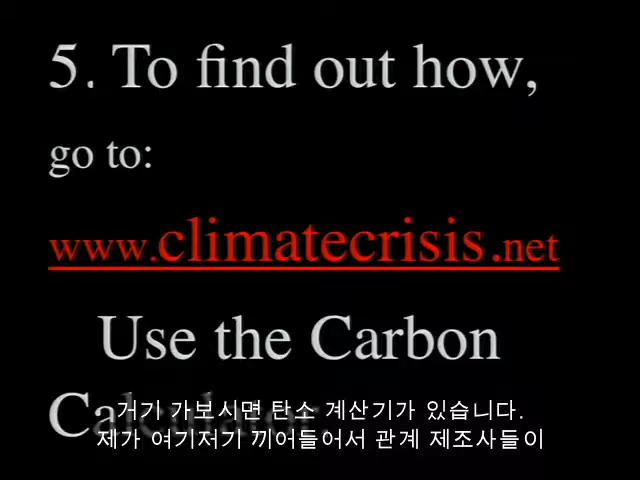 5. To find out how,
go to:
www.climatecrisis.net
Use the Carbon
Calculator.
거기 가보시면 탄소 계산기가 있습니다.
제가 여기저기 끼어들어서 관계 제조사들이